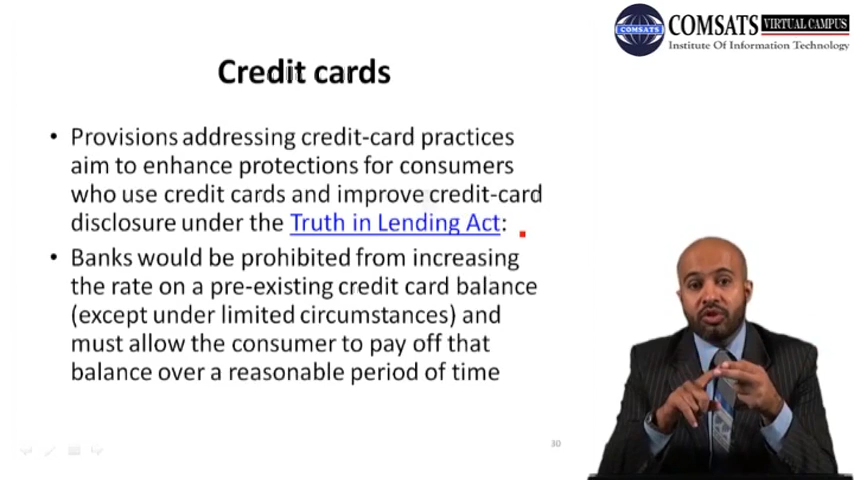 COMSATS VIRTUAL CAMPUS
COMSATS
Institute Of Information Technology
Credit cards
• Provisions addressing credit-card practices
aim to enhance protections for consumers
who use credit cards and improve credit-card
disclosure under the Truth in Lending Act:
• Banks would be prohibited from increasing
the rate on a pre-existing credit card balance
(except under limited circumstances) and
must allow the consumer to pay off that
balance over a reasonable period of time
30